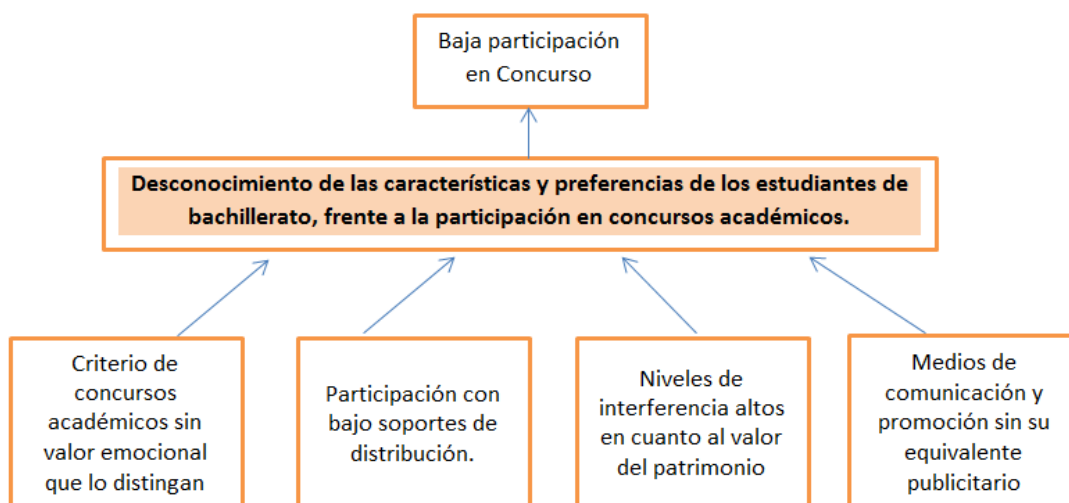 Baja participación
en Concurso
Desconocimiento de las características y preferencias de los estudiantes de
bachillerato, frente a la participación en concursos académicos.
Criterio de
concursos
académicos sin
valor emocional
que lo distingan
Participación con
bajo soportes de
distribución.
Niveles de
interferencia altos
en cuanto al valor
del patrimonio
Medios de
comunicación y
promoción sin su
equivalente
publicitario